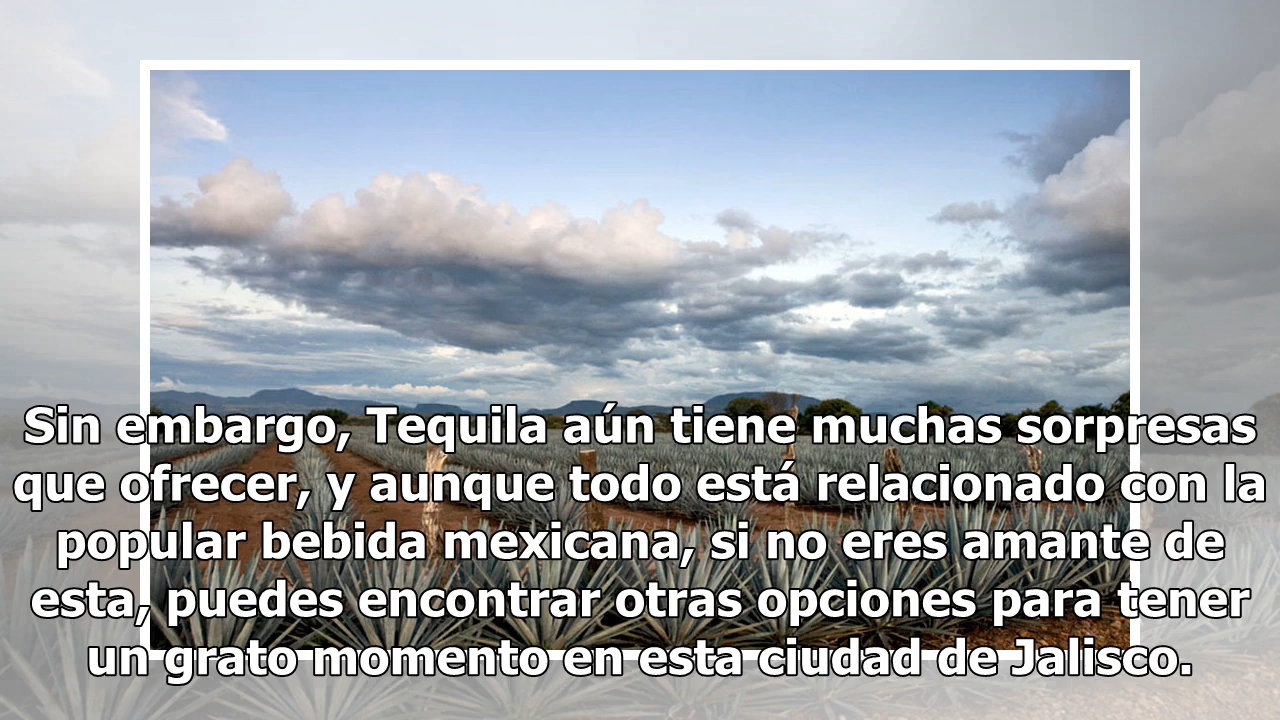 Sin embargo, Tequila aún tiene muchas sorpresas
que ofrecer, y aunque todo está relacionado con la
popular bebida mexicana, si no eres amante de
esta, puedes encontrar otras opciones para tener
un grato momento en esta ciudad de Jalisco.